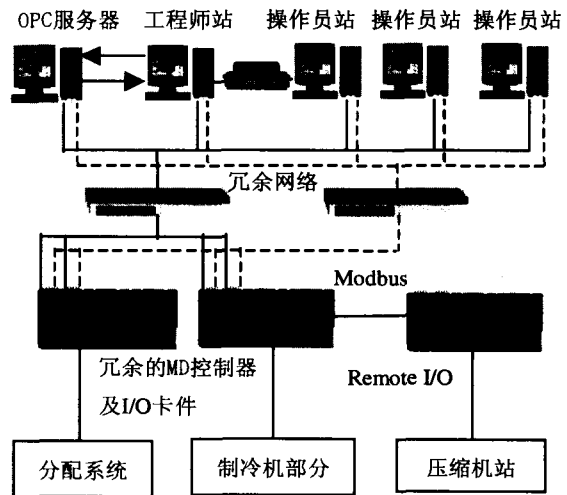 OPC服务器 工程师站 操作员站 操作员站 操作员站
冗余网络
Modbus
冗余的MD控制器
及I/O卡件
Remote I/O
分配系统 制冷机部分 压缩机站